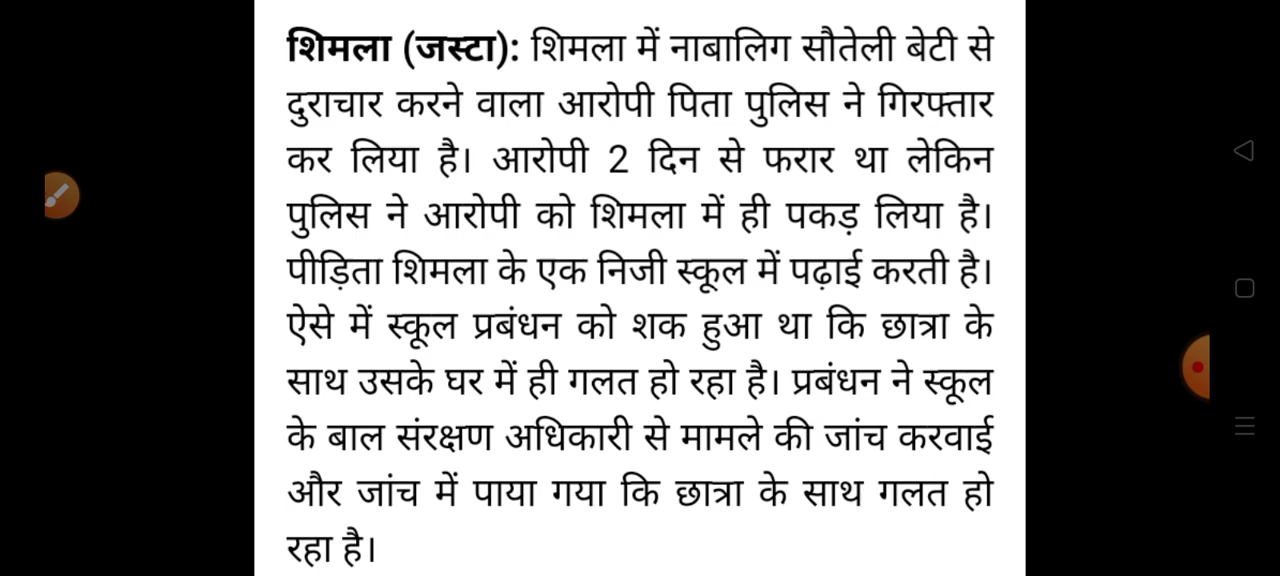 शिमला (जस्टा): शिमला में नाबालिग सौतेली बेटी से
दुराचार करने वाला आरोपी पिता पुलिस ने गिरफ्तार
कर लिया है। आरोपी 2 दिन से फरार था लेकिन
पुलिस ने आरोपी को शिमला में ही पकड़ लिया है।
पीड़िता शिमला के एक निजी स्कूल में पढ़ाई करती है।
ऐसे में स्कूल प्रबंधन को शक हुआ था कि छात्रा के
साथ उसके घर में ही गलत हो रहा है। प्रबंधन ने स्कूल
के बाल संरक्षण अधिकारी से मामले की जांच करवाई
और जांच में पाया गया कि छात्रा के साथ गलत हो
रहा है।